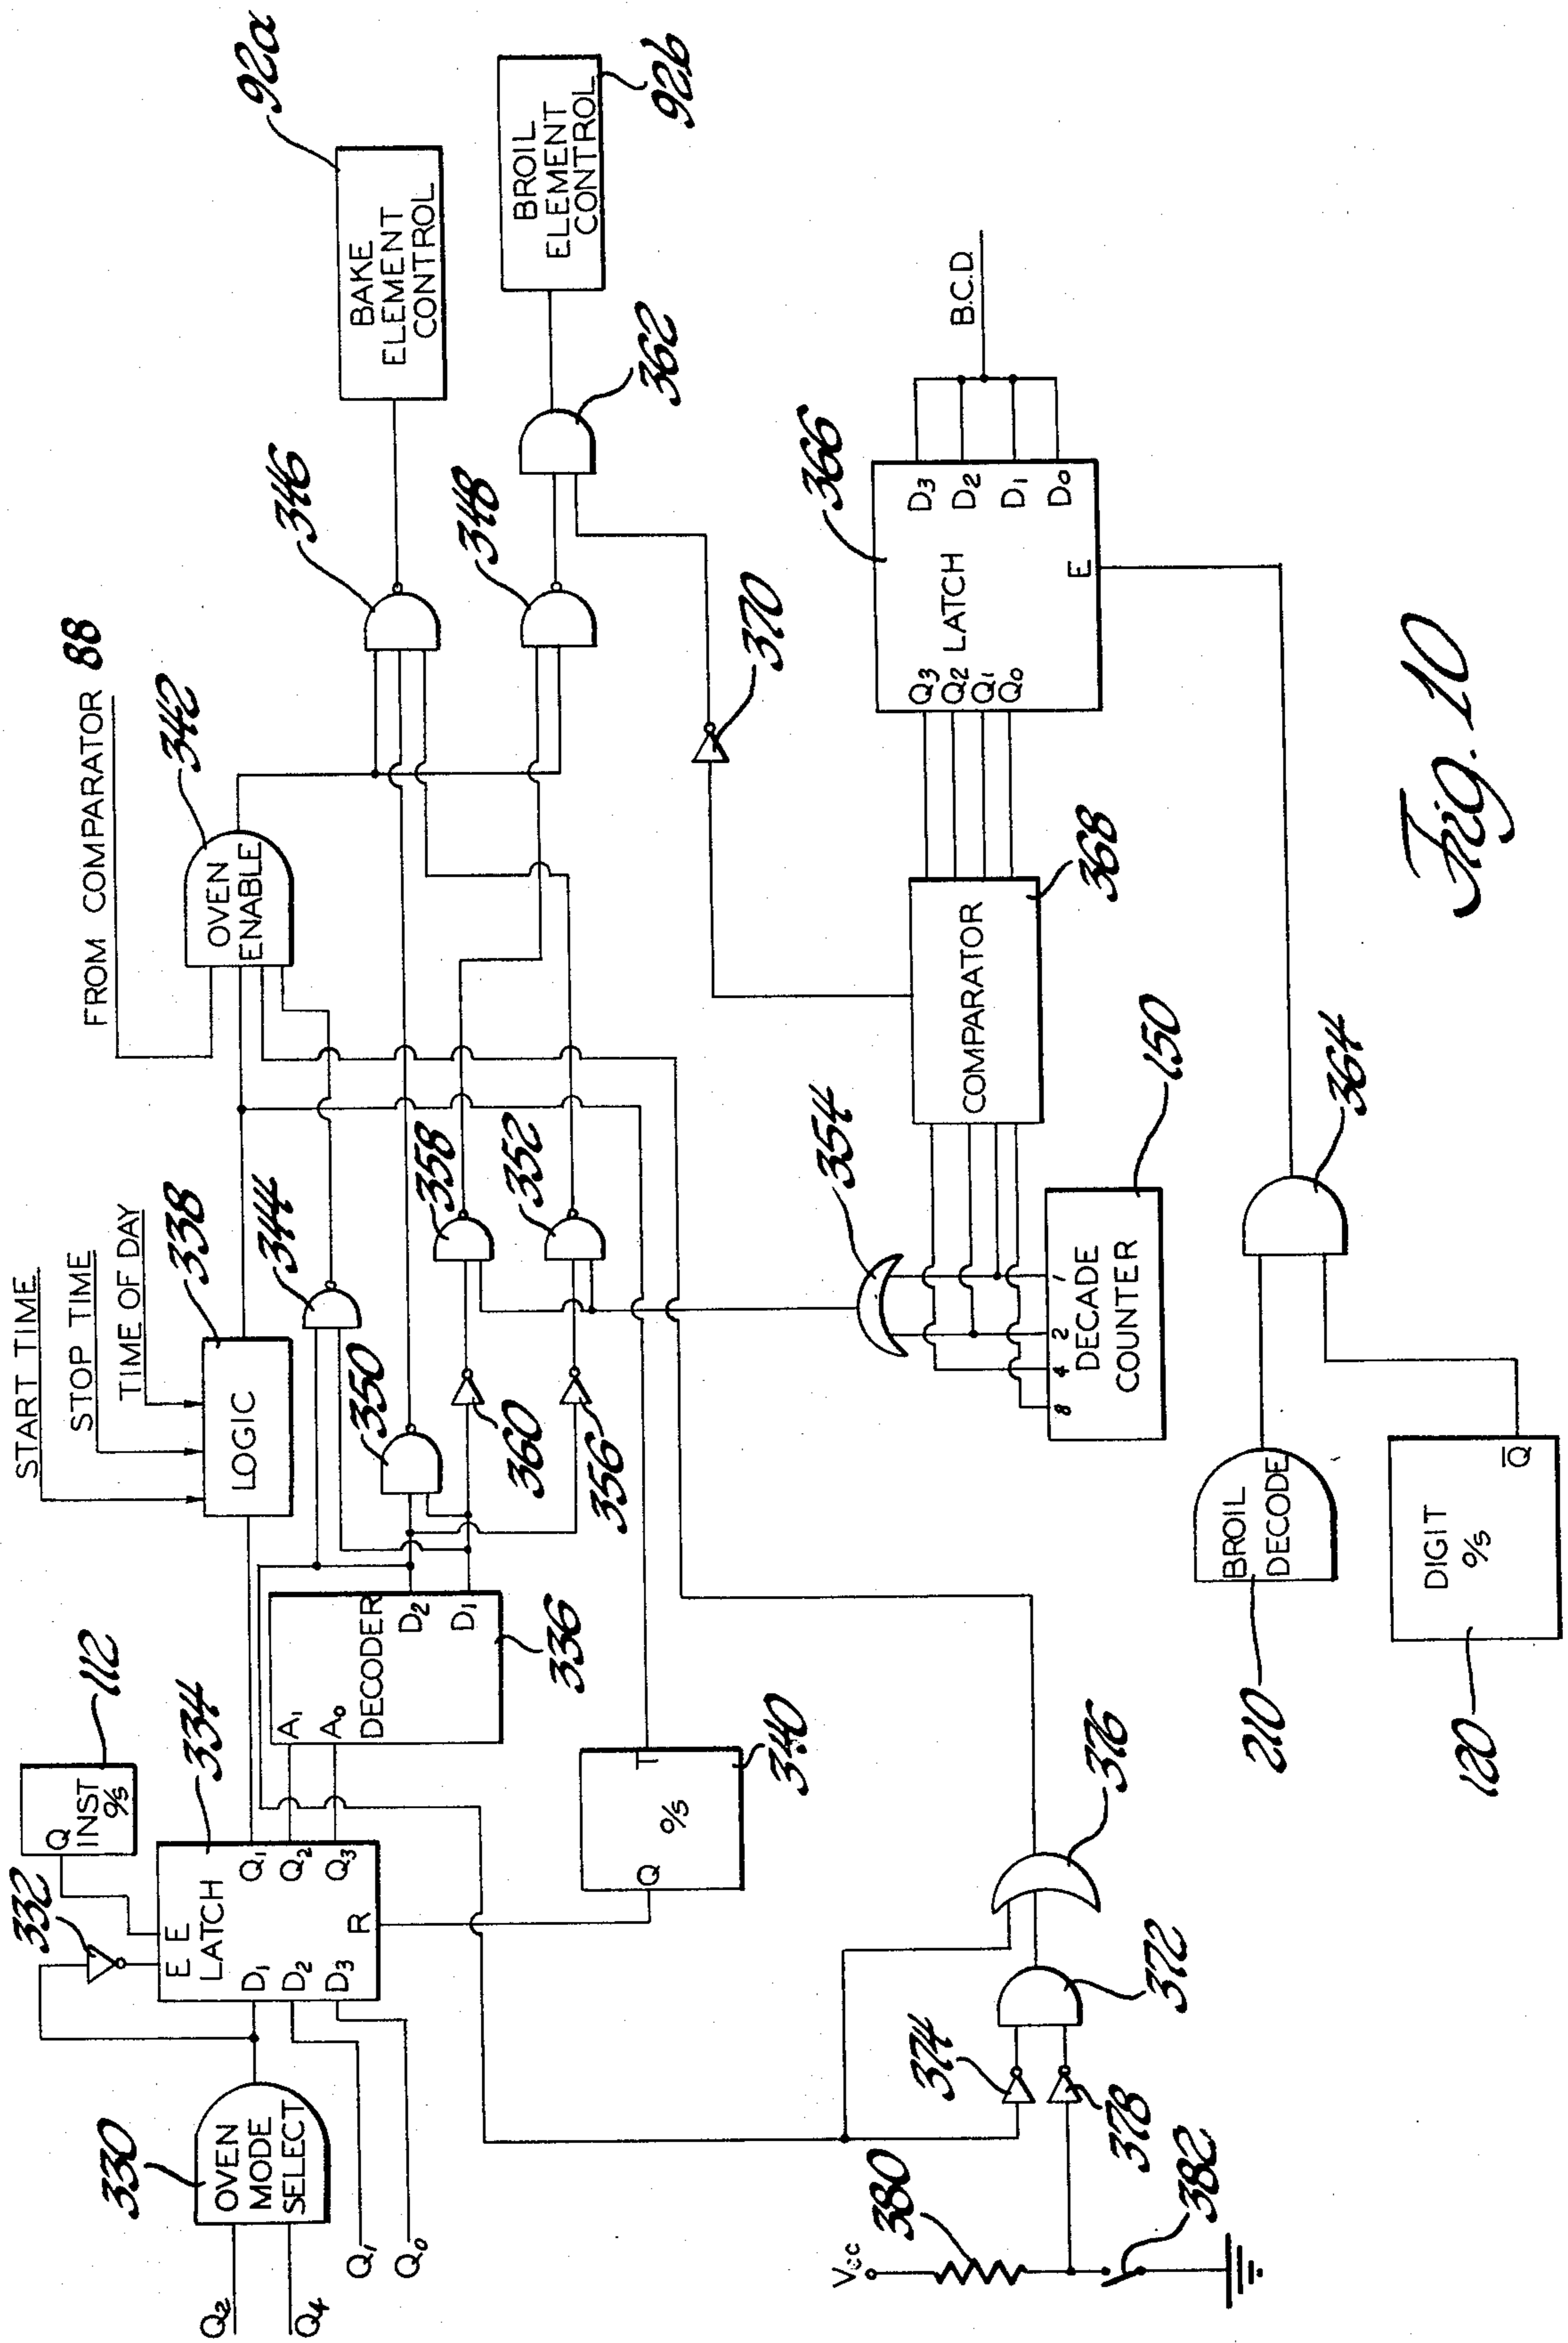 START TIME
STOP TIME
TIME OF DAY
FROM COMPARATOR 88
330
OVEN
MODE
SELECT
Q2
Q4
Q1
Q0
332
112
Q
INST
O/S
334
E E
LATCH
D1
D2
D3
Q1
Q2
Q3
R
338
LOGIC
342
OVEN
ENABLE
344
346
348
350
352
354
356
358
360
362
92a
BAKE
ELEMENT
CONTROL
92b
BROIL
ELEMENT
CONTROL
336
A1
A0
DECODER
D2
D1
340
Q
O/S
T
370
366
LATCH
Q3
Q2
Q1
Q0
D3
D2
D1
D0
E
B.C.D.
368
COMPARATOR
150
8 4 2 1
DECADE
COUNTER
364
210
BROIL
DECODE
120
DIGIT
O/S
Q̅
376
372
374
378
380
382
Vcc
Fig. 10